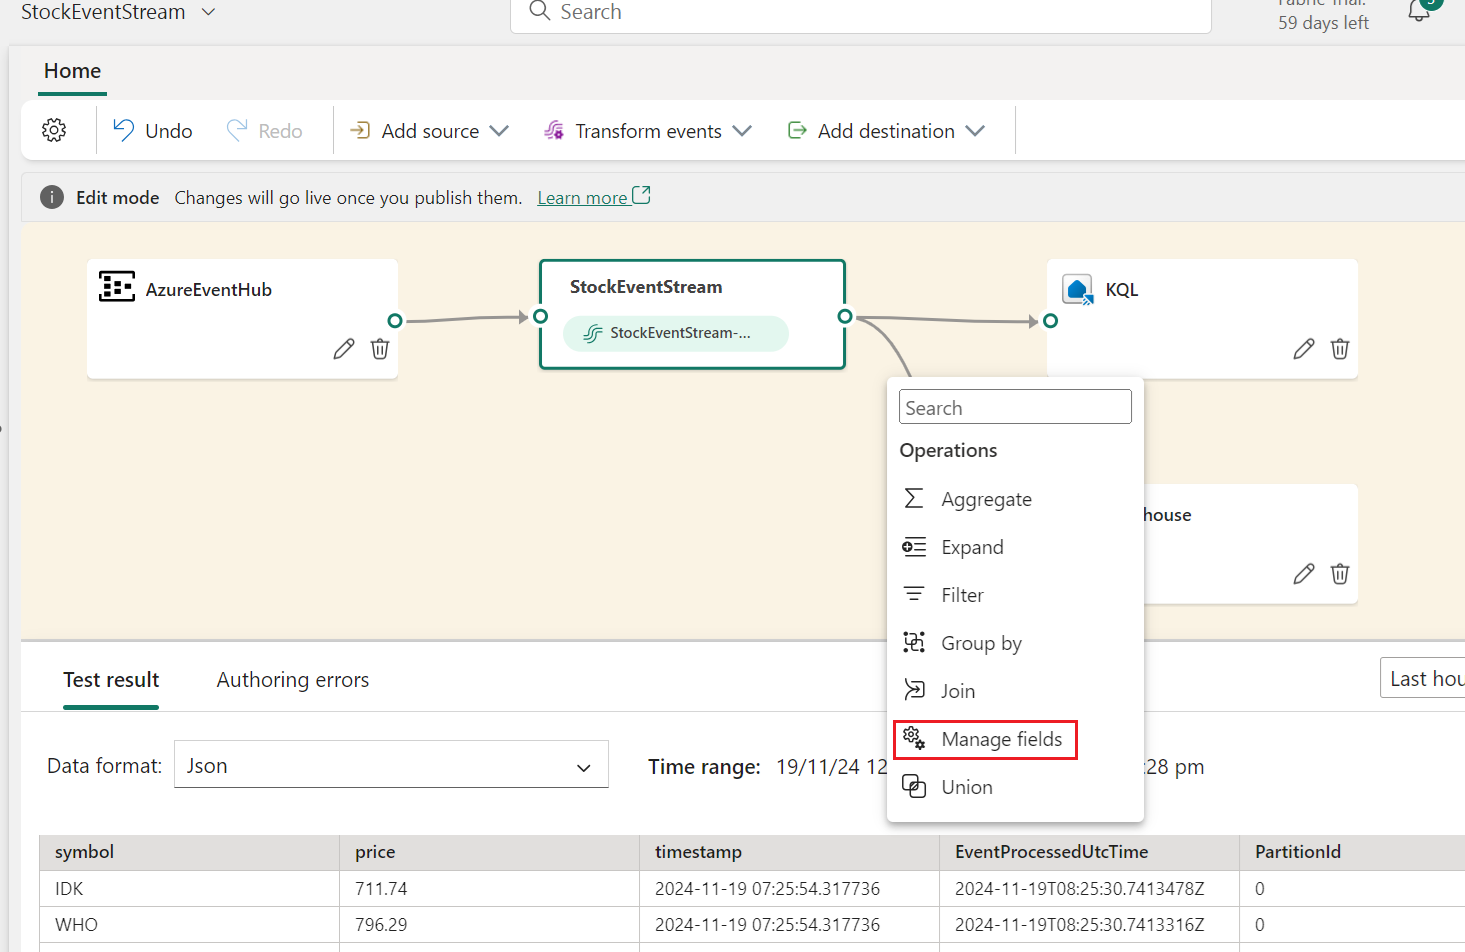 StockEventStream
Search
59 days left
Home
Undo
Redo
Add source
Transform events
Add destination
Edit mode Changes will go live once you publish them. Learn more
AzureEventHub
StockEventStream
StockEventStream-...
KQL
Search
Operations
Aggregate
Expand
Filter
Group by
Join
Manage fields
Union
house
Test result
Authoring errors
Last hou
Data format: Json
Time range: 19/11/24 12 :28 pm
symbol price timestamp EventProcessedUtcTime PartitionId
IDK 711.74 2024-11-19 07:25:54.317736 2024-11-19T08:25:30.7413478Z 0
WHO 796.29 2024-11-19 07:25:54.317736 2024-11-19T08:25:30.7413316Z 0